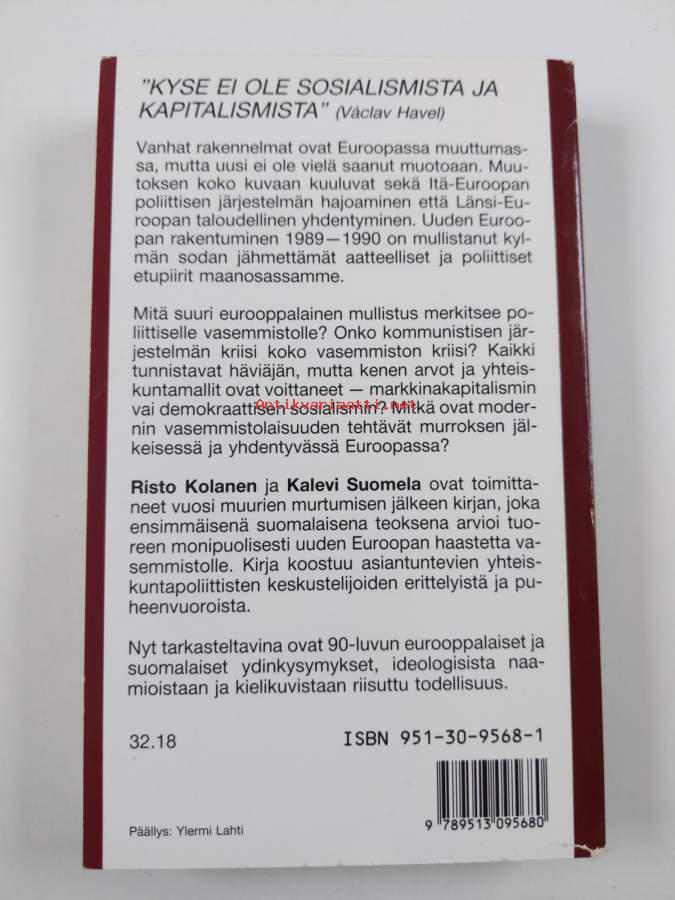 "KYSE EI OLE SOSIALISMISTA JA
KAPITALISMISTA" (Václav Havel)
Vanhat rakennelmat ovat Euroopassa muuttumas-
sa, mutta uusi ei ole vielä saanut muotoaan. Muu-
toksen koko kuvaan kuuluvat sekä Itä-Euroopan
poliittisen järjestelmän hajoaminen että Länsi-Eu-
roopan taloudellinen yhdentyminen. Uuden Euroo-
pan rakentuminen 1989—1990 on mullistanut kyl-
män sodan jähmettämät aatteelliset ja poliittiset
etupiirit maanosassamme.
Mitä suuri eurooppalainen mullistus merkitsee po-
liittiselle vasemmistolle? Onko kommunistisen jär-
jestelmän kriisi koko vasemmiston kriisi? Kaikki
tunnistavat häviäjän, mutta kenen arvot ja yhteis-
kuntamallit ovat voittaneet — markkinakapitalismin
Antikvariaatti.net
vai demokraattisen sosialismin? Mitkä ovat moder-
nin vasemmistolaisuuden tehtävät murroksen jäl-
keisessä ja yhdentyvässä Euroopassa?
Risto Kolanen ja Kalevi Suomela ovat toimitta-
neet vuosi muurien murtumisen jälkeen kirjan, joka
ensimmäisenä suomalaisena teoksena arvioi tuo-
reen monipuolisesti uuden Euroopan haastetta va-
semmistolle. Kirja koostuu asiantuntevien yhteis-
kuntapoliittisten keskustelijoiden erittelyistä ja pu-
heenvuoroista.
Nyt tarkasteltavina ovat 90-luvun eurooppalaiset ja
suomalaiset ydinkysymykset, ideologisista naa-
mioistaan ja kielikuvistaan riisuttu todellisuus.
32.18 ISBN 951-30-9568-1
9 789513 095680
Päällys: Ylermi Lahti